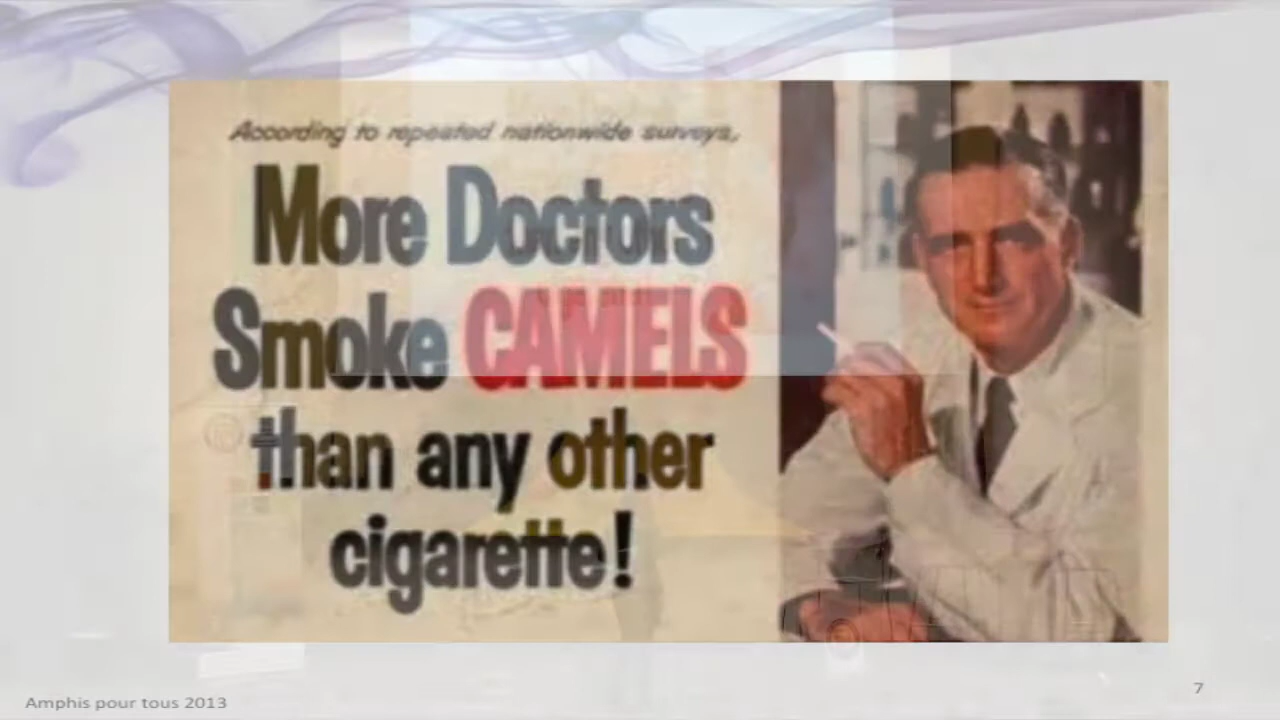 According to repeated nationwide surveys,
More Doctors
Smoke CAMELS
than any other
cigarette!
7
Amphis pour tous 2013